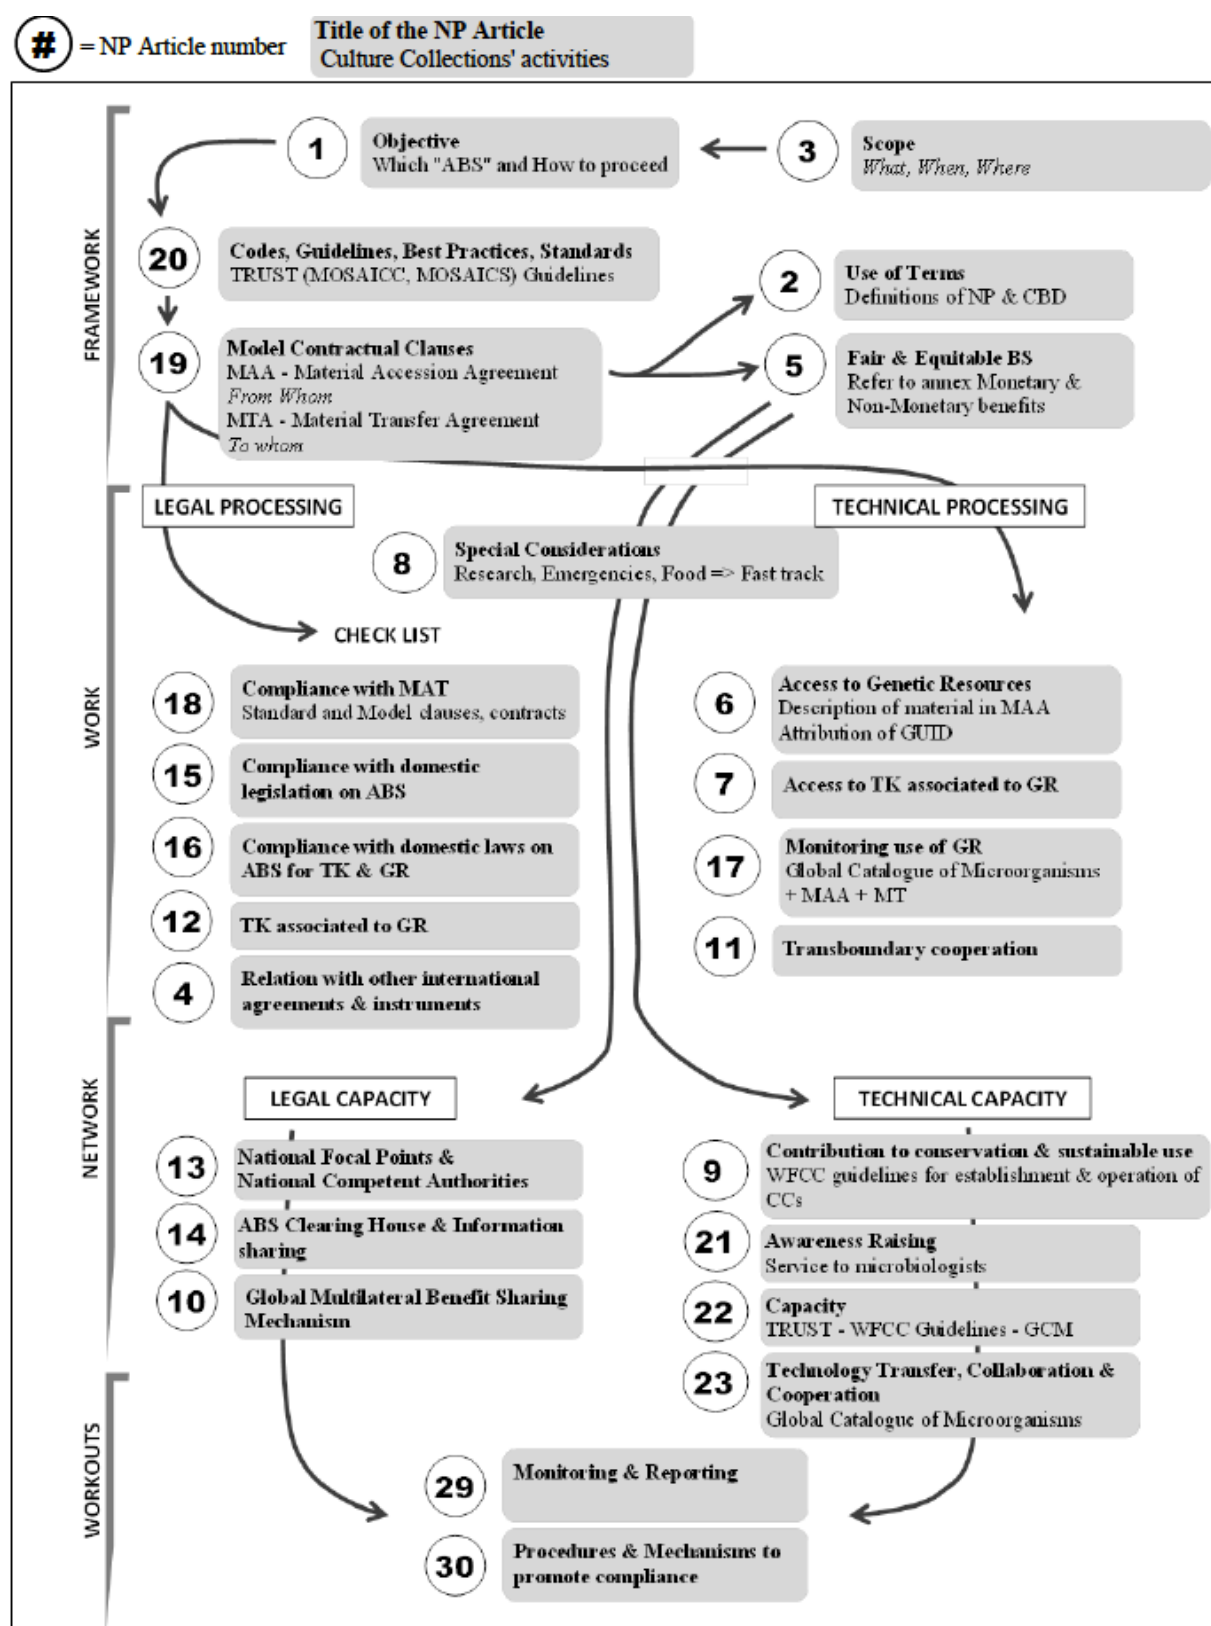 # = NP Article number
Title of the NP Article
Culture Collections' activities
FRAMEWORK
1
Objective
Which "ABS" and How to proceed
3
Scope
What, When, Where
20
Codes, Guidelines, Best Practices, Standards
TRUST (MOSAICC, MOSAICS) Guidelines
2
Use of Terms
Definitions of NP & CBD
19
Model Contractual Clauses
MAA - Material Accession Agreement
From Whom
MTA - Material Transfer Agreement
To whom
5
Fair & Equitable BS
Refer to annex Monetary &
Non-Monetary benefits
WORK
LEGAL PROCESSING
TECHNICAL PROCESSING
8
Special Considerations
Research, Emergencies, Food => Fast track
CHECK LIST
18
Compliance with MAT
Standard and Model clauses, contracts
15
Compliance with domestic
legislation on ABS
16
Compliance with domestic laws on
ABS for TK & GR
12
TK associated to GR
4
Relation with other international
agreements & instruments
6
Access to Genetic Resources
Description of material in MAA
Attribution of GUID
7
Access to TK associated to GR
17
Monitoring use of GR
Global Catalogue of Microorganisms
+ MAA + MT
11
Transboundary cooperation
NETWORK
LEGAL CAPACITY
TECHNICAL CAPACITY
13
National Focal Points &
National Competent Authorities
14
ABS Clearing House & Information
sharing
10
Global Multilateral Benefit Sharing
Mechanism
9
Contribution to conservation & sustainable use
WFCC guidelines for establishment & operation of
CCs
21
Awareness Raising
Service to microbiologists
22
Capacity
TRUST - WFCC Guidelines - GCM
23
Technology Transfer, Collaboration &
Cooperation
Global Catalogue of Microorganisms
WORKOUTS
29
Monitoring & Reporting
30
Procedures & Mechanisms to
promote compliance